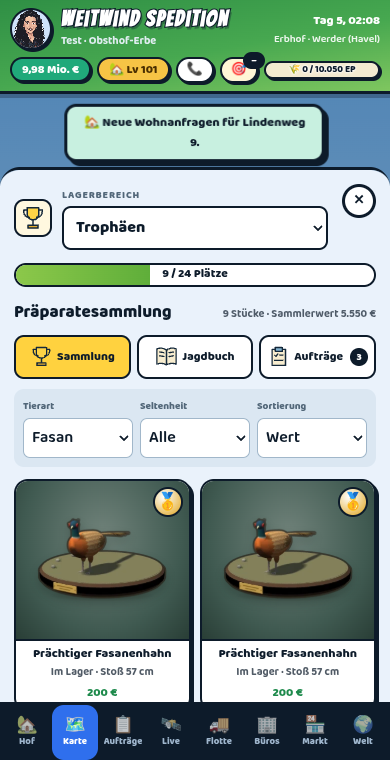 WEITWIND SPEDITION
Test · Obsthof-Erbe
Tag 5, 02:08
Erbhof · Werder (Havel)
9,98 Mio. €
Lv 101
–
0 / 10.050 EP
Neue Wohnanfragen für Lindenweg
9.
LAGERBEREICH
Trophäen
×
9 / 24 Plätze
Präparatesammlung
9 Stücke · Sammlerwert 5.550 €
Sammlung
Jagdbuch
Aufträge 3
Tierart
Seltenheit
Sortierung
Fasan
Alle
Wert
Prächtiger Fasanenhahn
Im Lager · Stoß 57 cm
200 €
Prächtiger Fasanenhahn
Im Lager · Stoß 57 cm
200 €
Hof
Karte
Aufträge
Live
Flotte
Büros
Markt
Welt